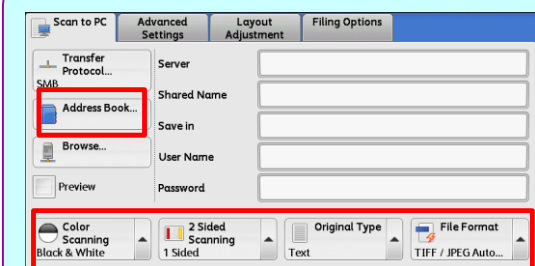 Scan to PC
Advanced
Settings
Layout
Adjustment
Filing Options
Transfer
Protocol...
SMB
Server
Shared Name
Address Book...
Save in
Browse...
User Name
Preview
Password
Color
Scanning
Black & White
2 Sided
Scanning
1 Sided
Original Type
Text
File Format
TIFF / JPEG Auto...